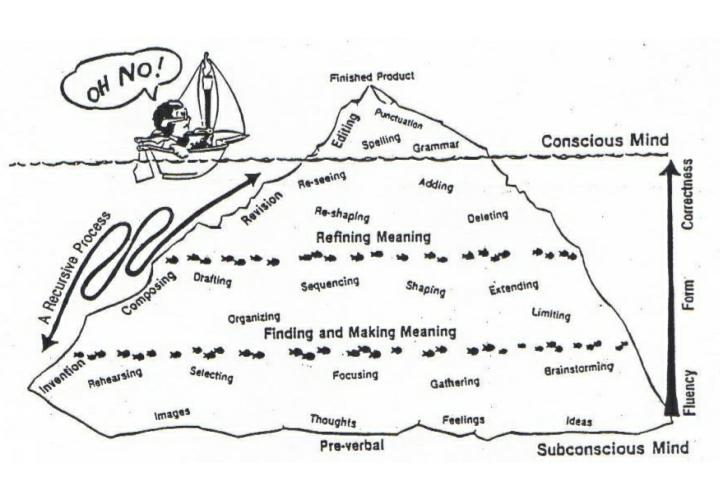 OH NO!
Finished Product
Editing
Punctuation
Spelling
Grammar
Conscious Mind
Re-seeing
Adding
Revision
Re-shaping
Deleting
Refining Meaning
A Recursive Process
Composing
Drafting
Sequencing
Shaping
Extending
Organizing
Limiting
Finding and Making Meaning
Invention
Rehearsing
Selecting
Focusing
Gathering
Brainstorming
Images
Thoughts
Feelings
Ideas
Pre-verbal
Subconscious Mind
Correctness
Form
Fluency